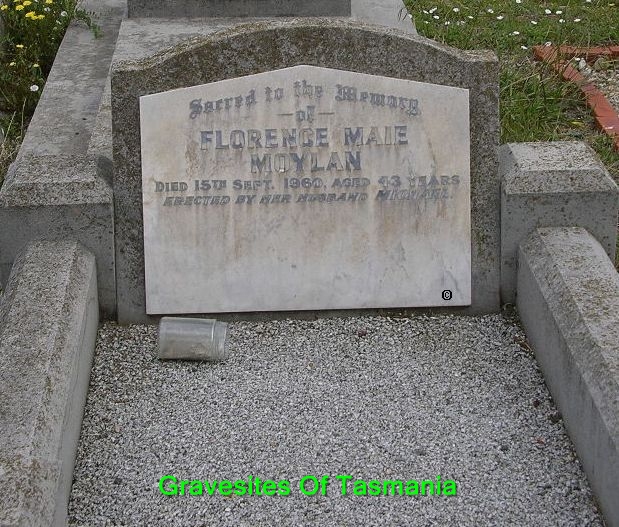 Sacred to the Memory
of
FLORENCE MAIE
MOYLAN
DIED 15TH SEPT. 1960. AGED 43 YEARS
ERECTED BY HER HUSBAND MICHAEL.
©
Gravesites Of Tasmania